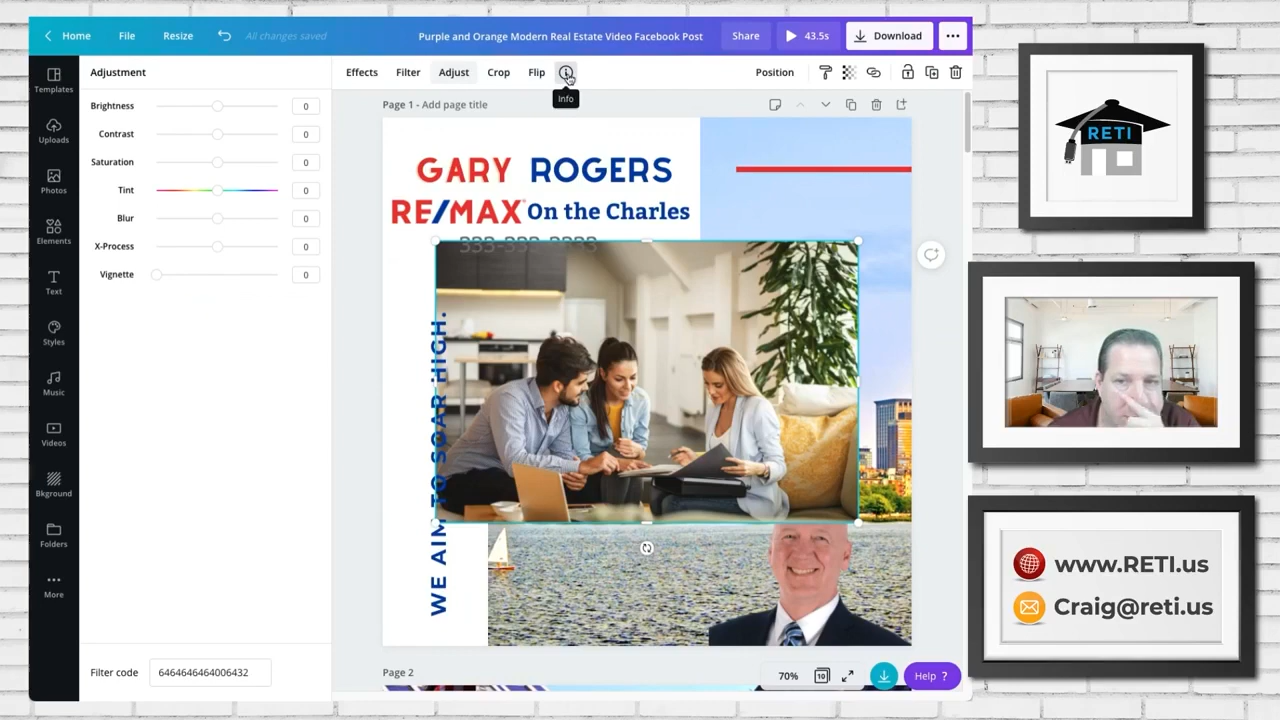 Home
File
Resize
All changes saved
Purple and Orange Modern Real Estate Video Facebook Post
Share
43.5s
Download
Templates
Uploads
Photos
Elements
Text
Styles
Music
Videos
Bkground
Folders
More
Adjustment
Brightness 0
Contrast 0
Saturation 0
Tint 0
Blur 0
X-Process 0
Vignette 0
Filter code 6464646464006432
Effects
Filter
Adjust
Crop
Flip
Info
Position
Page 1 - Add page title
GARY ROGERS
RE/MAX On the Charles
333-333-3333
WE AIM TO SOAR HIGH.
Page 2
70%
10
Help ?
RETI
www.RETI.us
Craig@reti.us